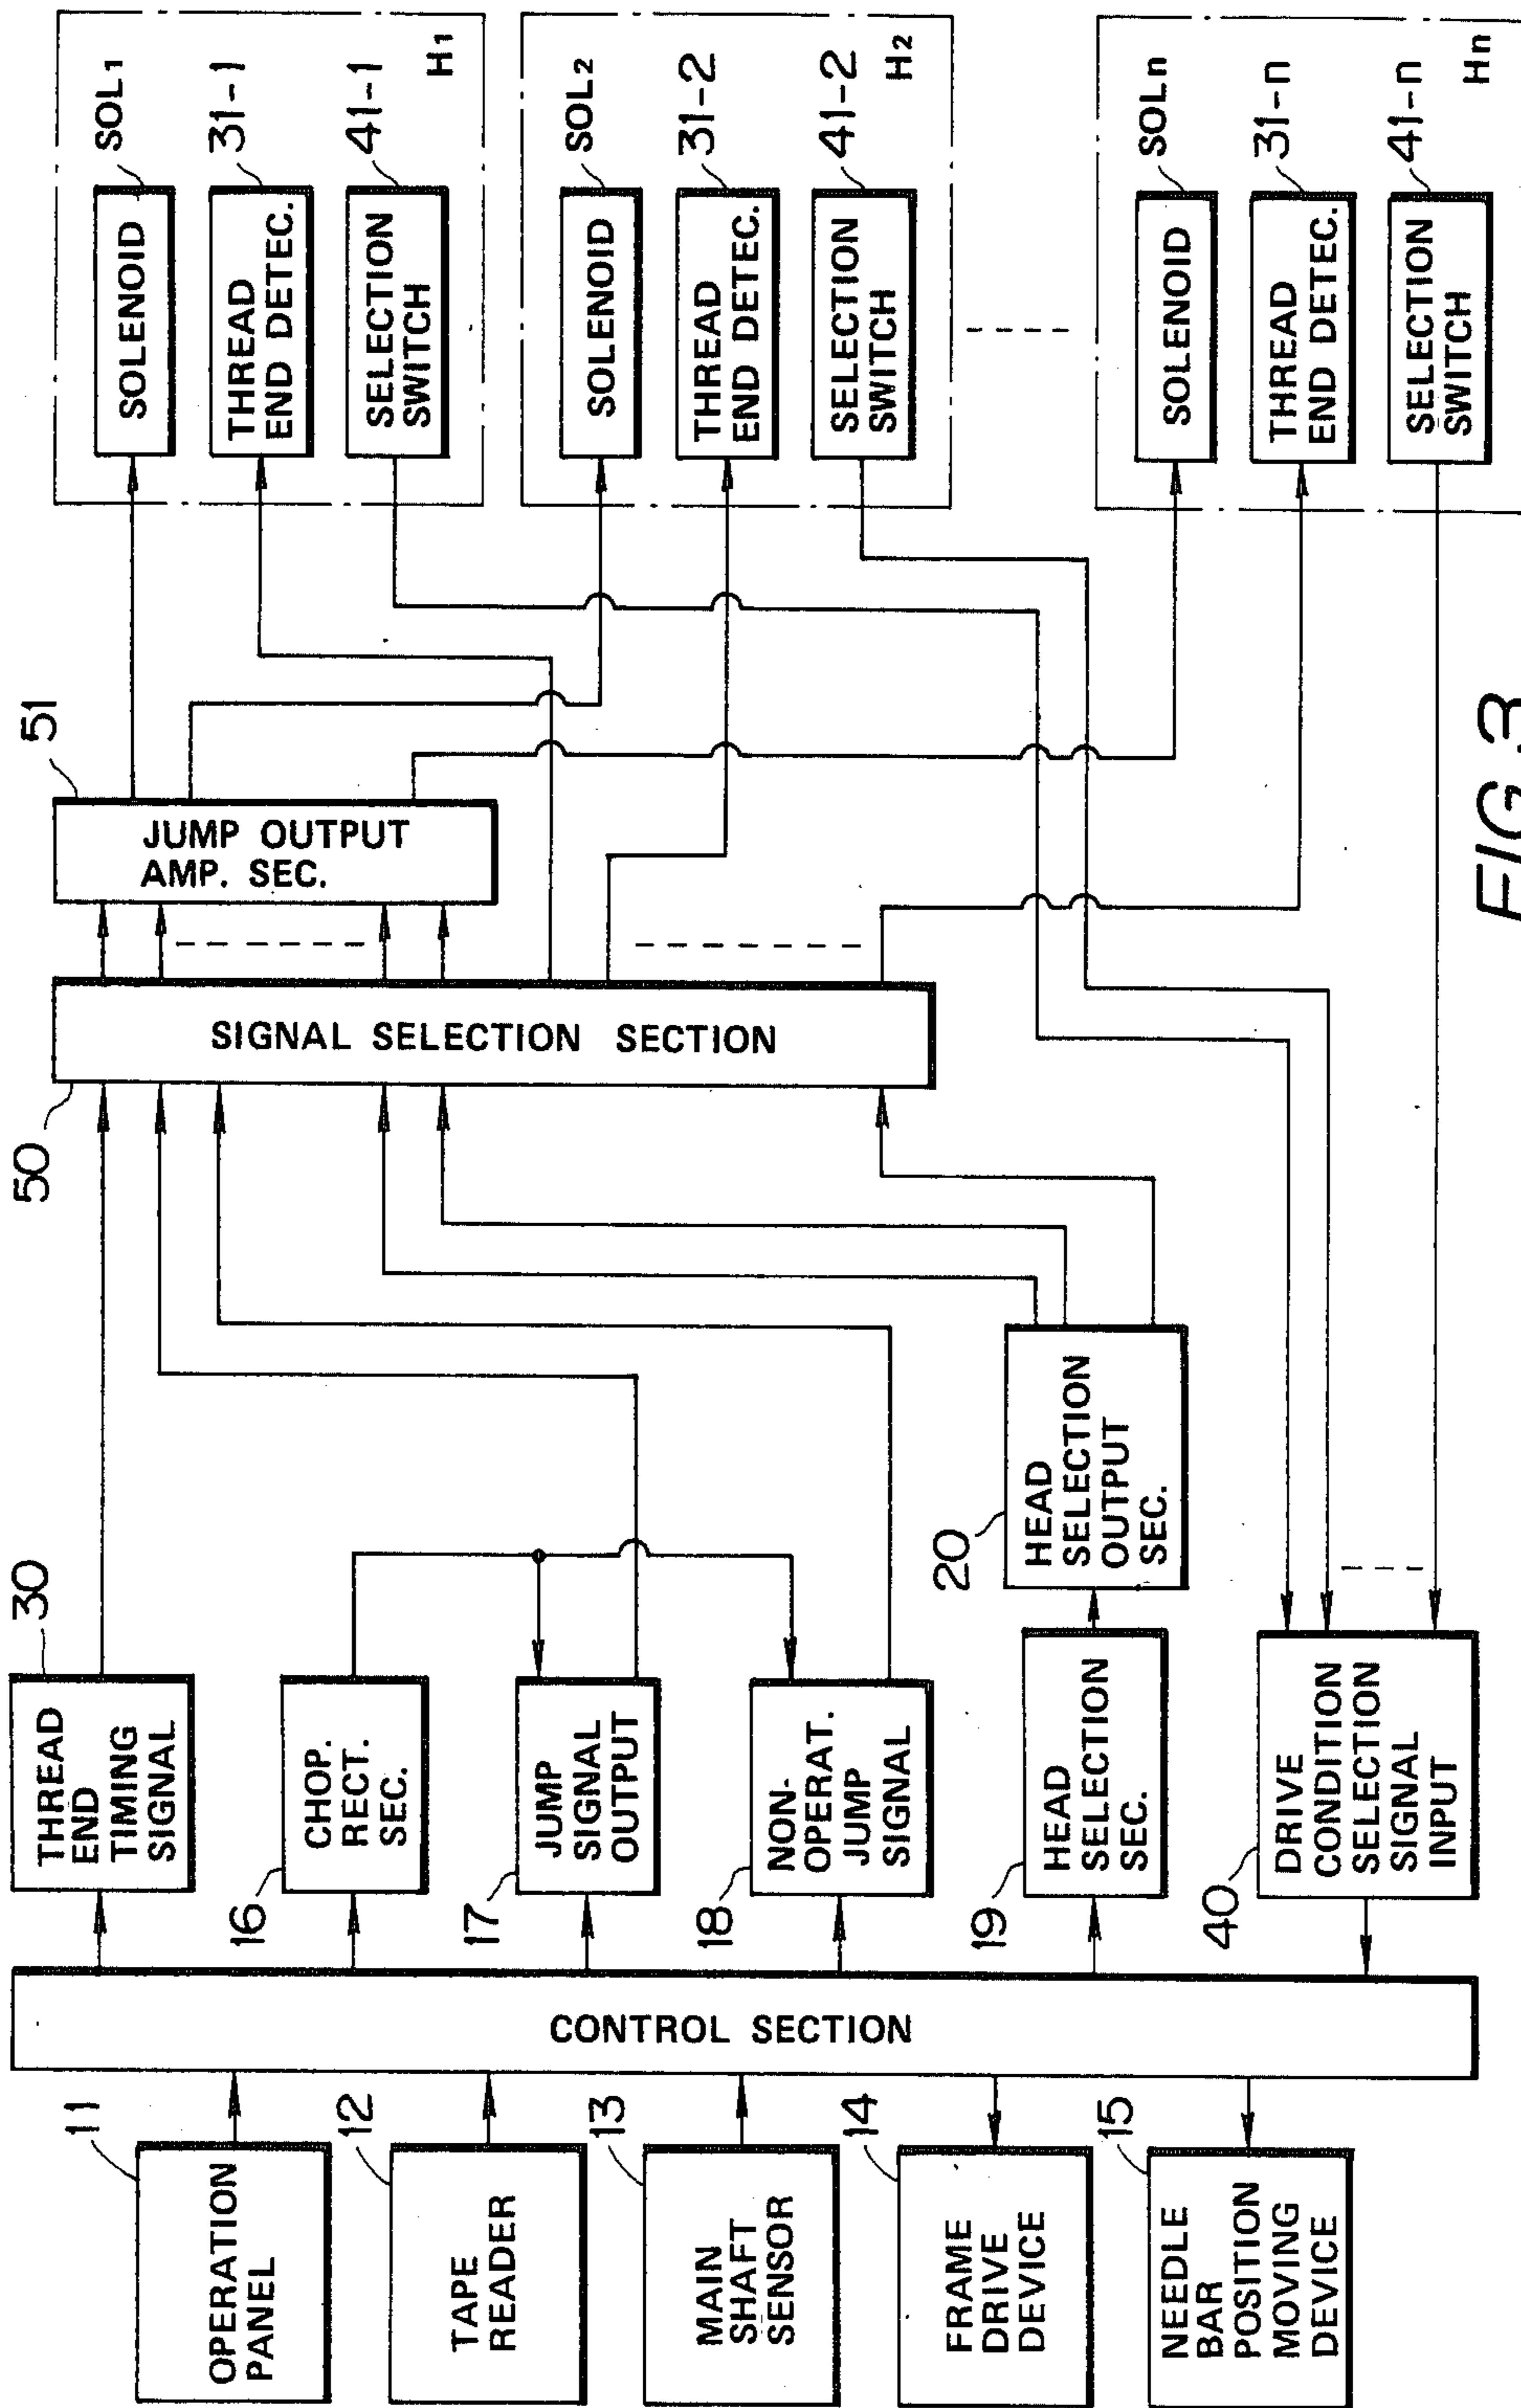 11
OPERATION
PANEL
12
TAPE
READER
13
MAIN
SHAFT
SENSOR
14
FRAME
DRIVE
DEVICE
15
NEEDLE
BAR
POSITION
MOVING
DEVICE
CONTROL SECTION
30
THREAD
END
TIMING
SIGNAL
16
CHOP.
RECT.
SEC.
17
JUMP
SIGNAL
OUTPUT
18
NON-
OPERAT.
JUMP
SIGNAL
19
HEAD
SELECTION
SEC.
20
HEAD
SELECTION
OUTPUT
SEC.
40
DRIVE
CONDITION
SELECTION
SIGNAL
INPUT
50
SIGNAL SELECTION SECTION
51
JUMP OUTPUT
AMP. SEC.
SOLENOID
SOL1
THREAD
END DETEC.
31-1
SELECTION
SWITCH
41-1
H1
SOLENOID
SOL2
THREAD
END DETEC.
31-2
SELECTION
SWITCH
41-2
H2
SOLENOID
SOLn
THREAD
END DETEC.
31-n
SELECTION
SWITCH
41-n
Hn
FIG.3